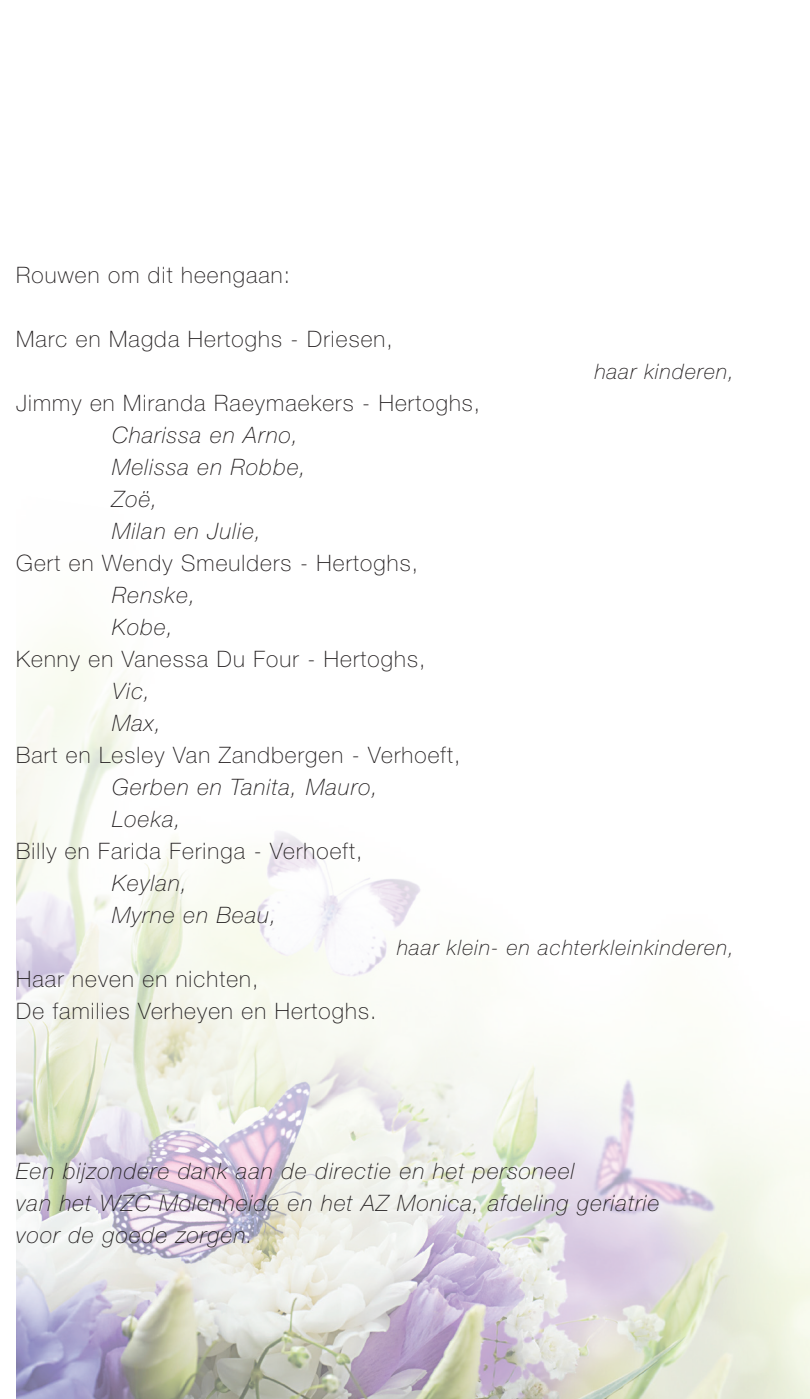 Rouwen om dit heengaan:
Marc en Magda Hertoghs - Driesen,
haar kinderen,
Jimmy en Miranda Raeymaekers - Hertoghs,
Charissa en Arno,
Melissa en Robbe,
Zoë,
Milan en Julie,
Gert en Wendy Smeulders - Hertoghs,
Renske,
Kobe,
Kenny en Vanessa Du Four - Hertoghs,
Vic,
Max,
Bart en Lesley Van Zandbergen - Verhoeft,
Gerben en Tanita, Mauro,
Loeka,
Billy en Farida Feringa - Verhoeft,
Keylan,
Myrne en Beau,
haar klein- en achterkleinkinderen,
Haar neven en nichten,
De families Verheyen en Hertoghs.
Een bijzondere dank aan de directie en het personeel
van het WZC Molenheide en het AZ Monica, afdeling geriatrie
voor de goede zorgen.